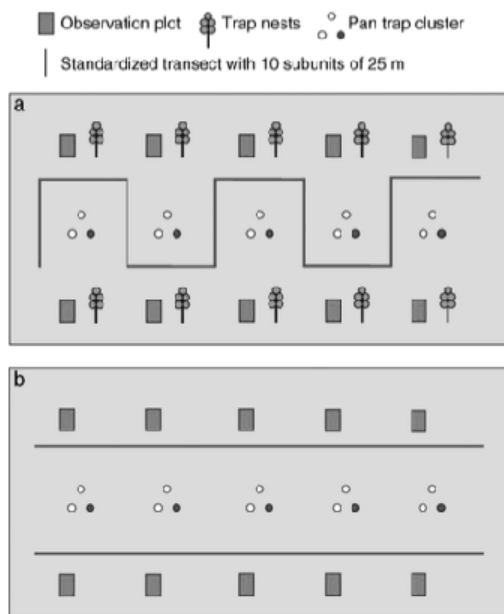 Observation plot Trap nests Pan trap cluster
Standardized transect with 10 subunits of 25 m
a
b